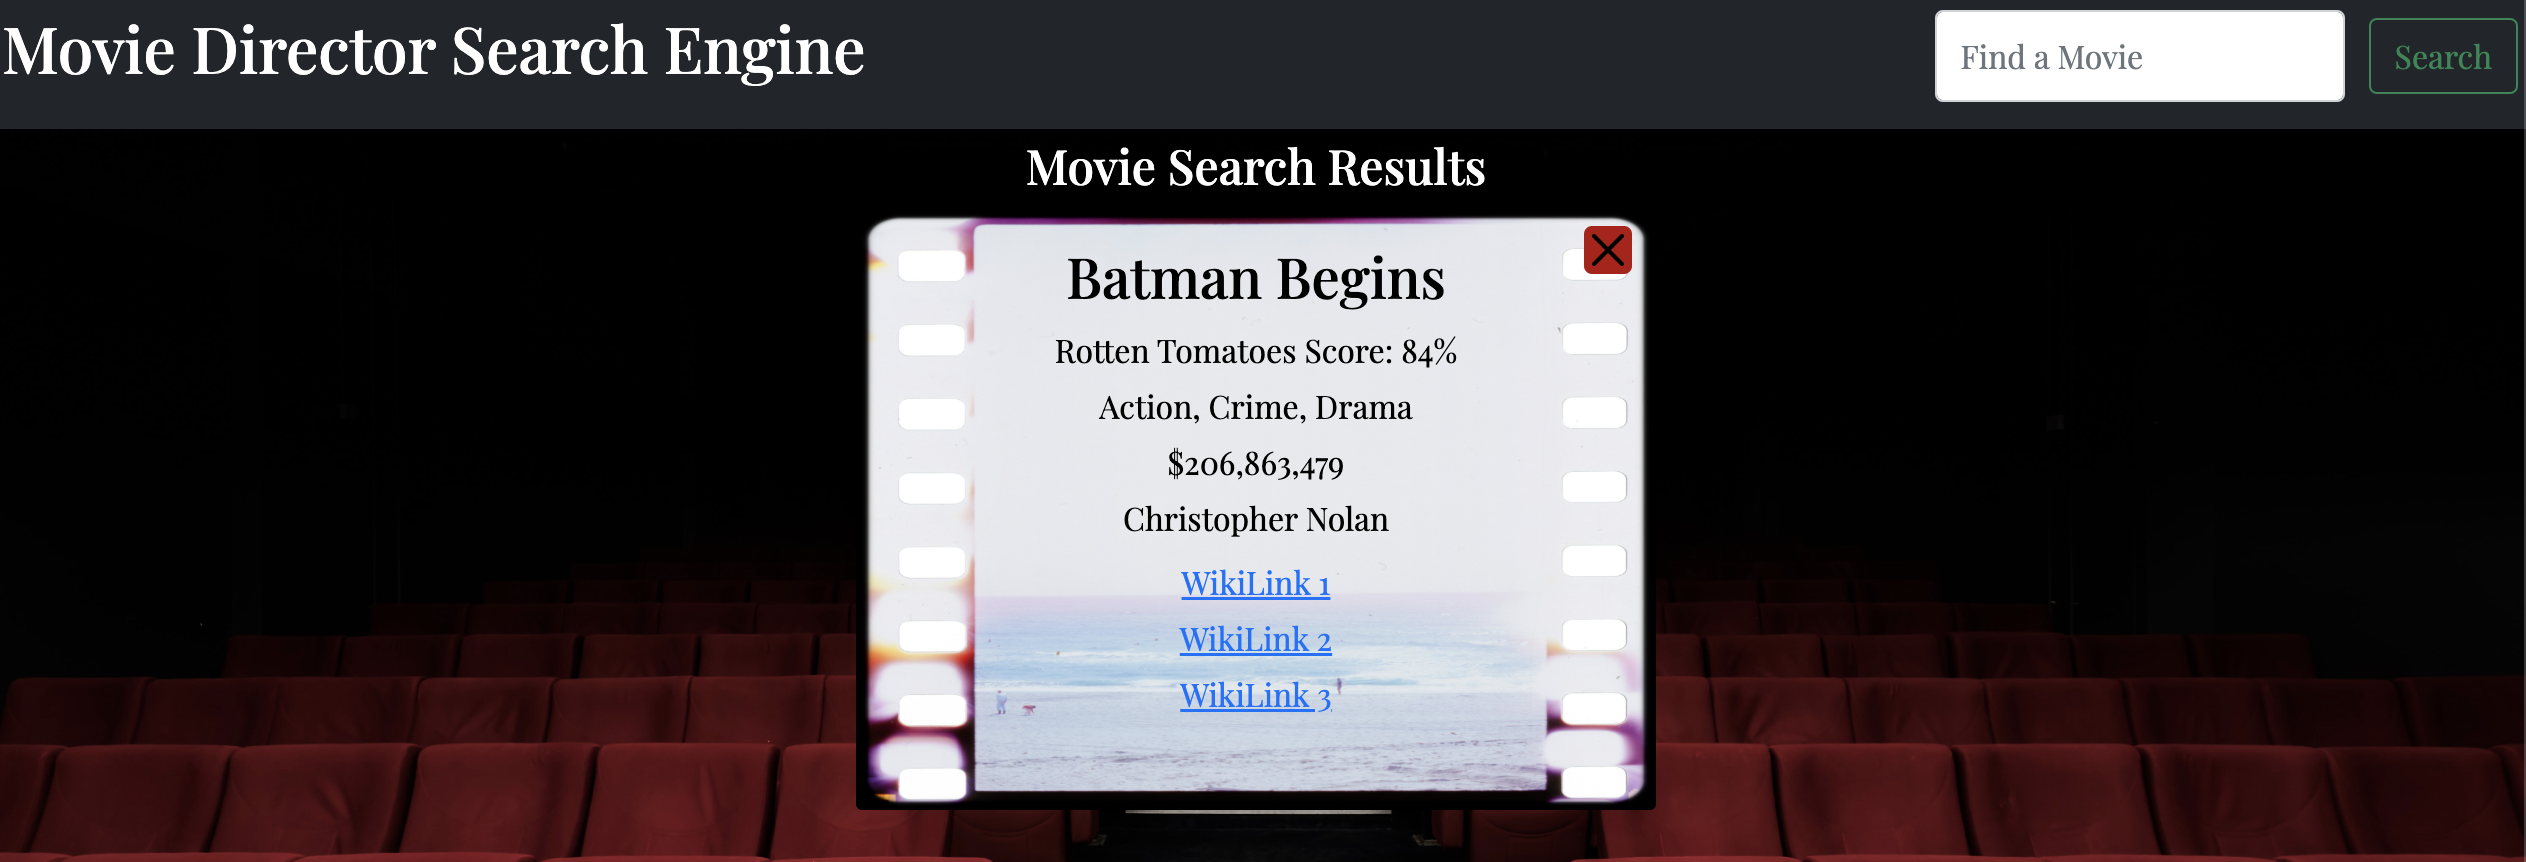 Movie Director Search Engine
Find a Movie
Search
Movie Search Results
Batman Begins
Rotten Tomatoes Score: 84%
Action, Crime, Drama
$206,863,479
Christopher Nolan
WikiLink 1
WikiLink 2
WikiLink 3